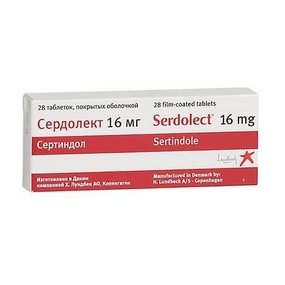 28 таблеток, покрытых оболочкой
28 film-coated tablets
Сердолект 16 мг
Serdolect® 16 mg
Сертиндол
Sertindole
Изготовлено в Дании
компанией Х. Лундбек АО, Копенгаген
Manufactured in Denmark by:
H. Lundbeck A/S - Copenhagen